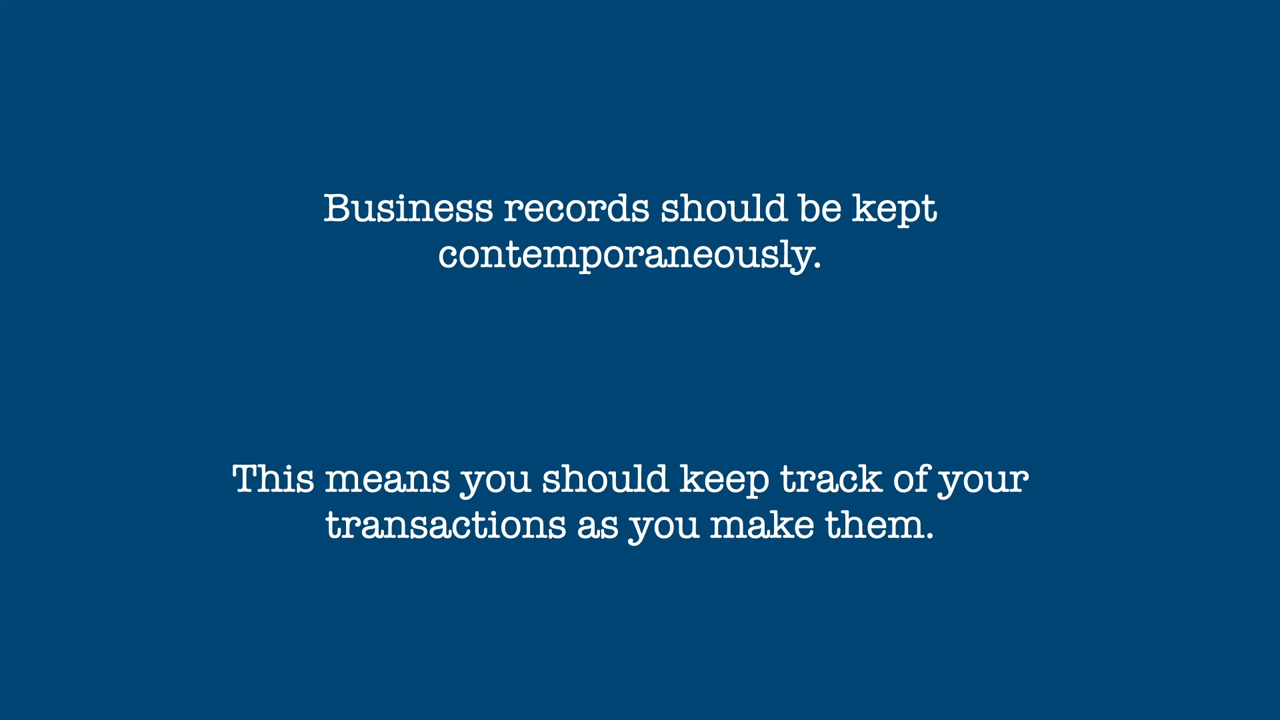 Business records should be kept
contemporaneously.
This means you should keep track of your
transactions as you make them.